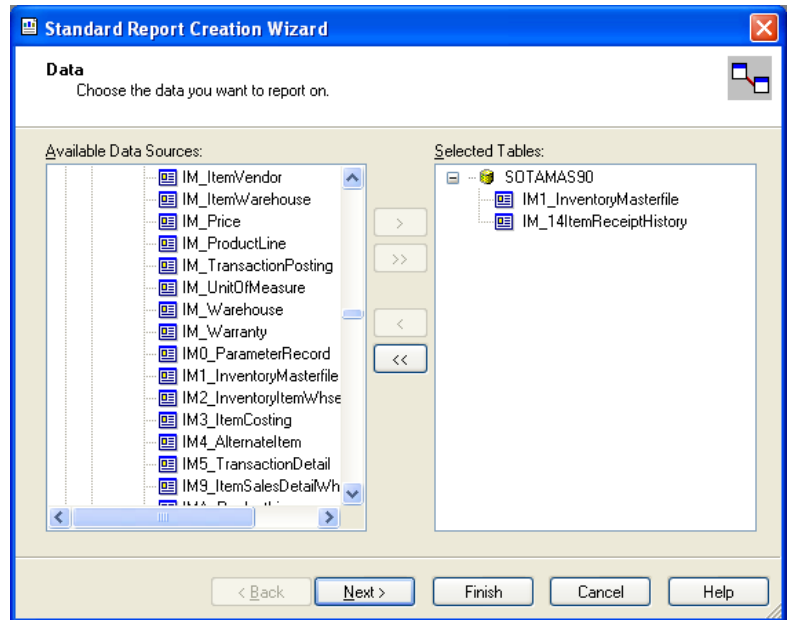 Standard Report Creation Wizard
Data
Choose the data you want to report on.
Available Data Sources:
IM_ItemVendor
IM_ItemWarehouse
IM_Price
IM_ProductLine
IM_TransactionPosting
IM_UnitOfMeasure
IM_Warehouse
IM_Warranty
IM0_ParameterRecord
IM1_InventoryMasterfile
IM2_InventoryItemWhse
IM3_ItemCosting
IM4_AlternateItem
IM5_TransactionDetail
IM9_ItemSalesDetailWh
>
>>
<
<<
Selected Tables:
SOTAMAS90
IM1_InventoryMasterfile
IM_14ItemReceiptHistory
< Back Next > Finish Cancel Help